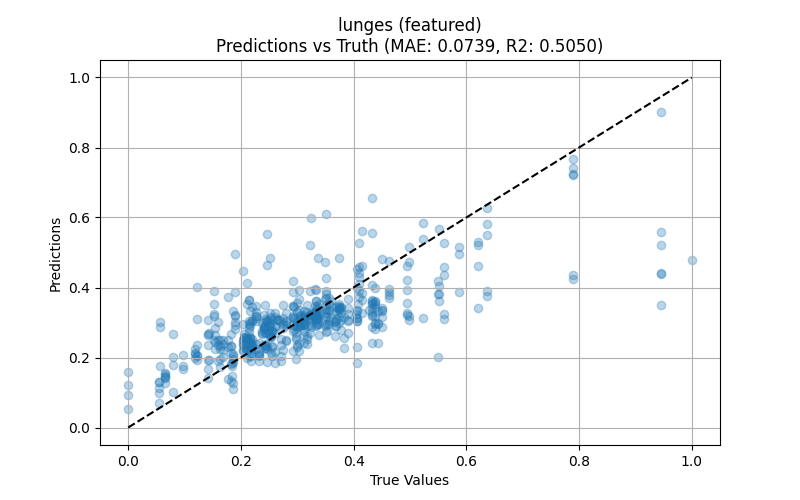 lunges (featured)
Predictions vs Truth (MAE: 0.0739, R2: 0.5050)
1.0
0.8
0.6
0.4
0.2
0.0
Predictions
0.0 0.2 0.4 0.6 0.8 1.0
True Values